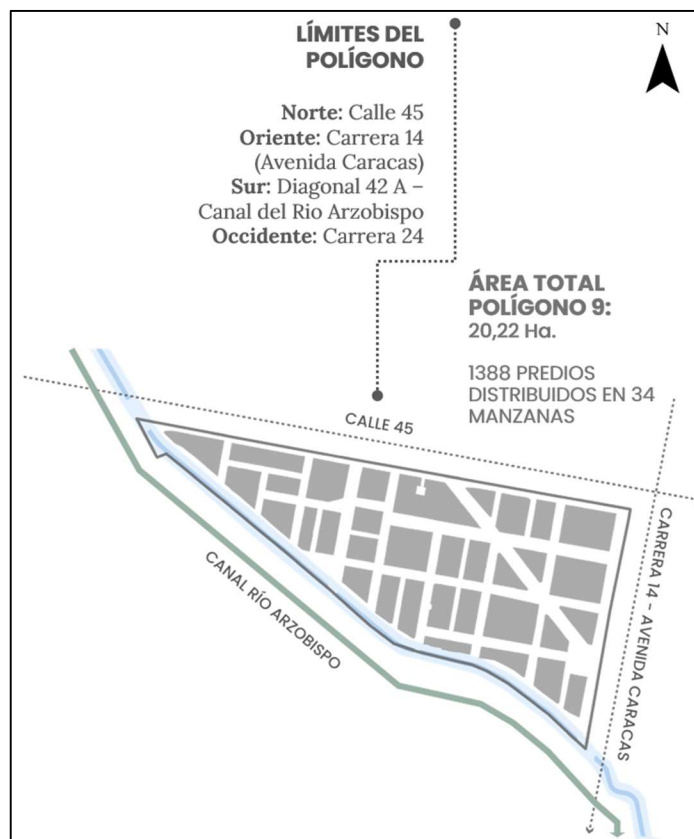 LÍMITES DEL
POLÍGONO
N
Norte: Calle 45
Oriente: Carrera 14
(Avenida Caracas)
Sur: Diagonal 42 A –
Canal del Rio Arzobispo
Occidente: Carrera 24
ÁREA TOTAL
POLÍGONO 9:
20,22 Ha.
1388 PREDIOS
DISTRIBUIDOS EN 34
MANZANAS
CALLE 45
CANAL RÍO ARZOBISPO
CARRERA 14 - AVENIDA CARACAS